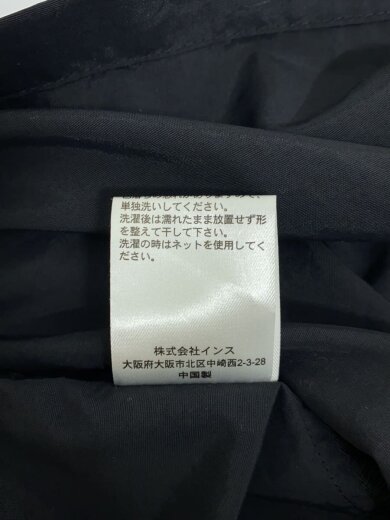 単独洗いしてください。
洗濯後は濡れたまま放置せず形
を整えて干して下さい。
洗濯の時はネットを使用してくだ
さい。
株式会社インス
大阪府大阪市北区中崎西2-3-28
中国製